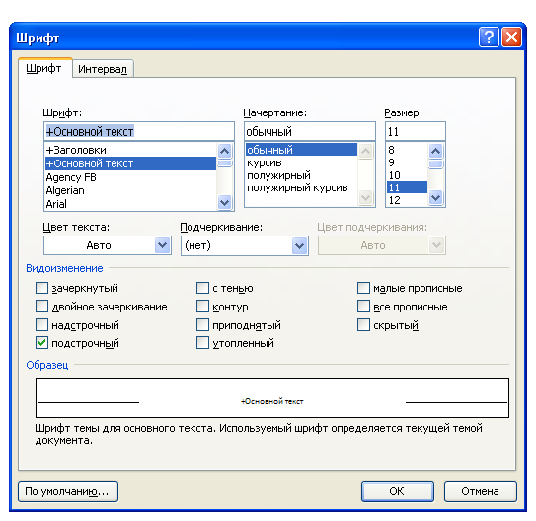 Шрифт
Шрифт Интервал
Шрифт: Начертание: Размер
+Основной текст обычный 11
+Заголовки обычный 8
+Основной текст курсив 9
Agency FB полужирный 10
Algerian полужирный курсив 11
Arial 12
Цвет текста: Подчеркивание: Цвет подчеркивания:
Авто (нет) Авто
Видоизменение
зачеркнутый с тенью малые прописные
двойное зачеркивание контур все прописные
надстрочный приподнятый скрытый
подстрочный утопленный
Образец
+Основной текст
Шрифт темы для основного текста. Используемый шрифт определяется текущей темой
документа.
По умолчанию... ОК Отмена